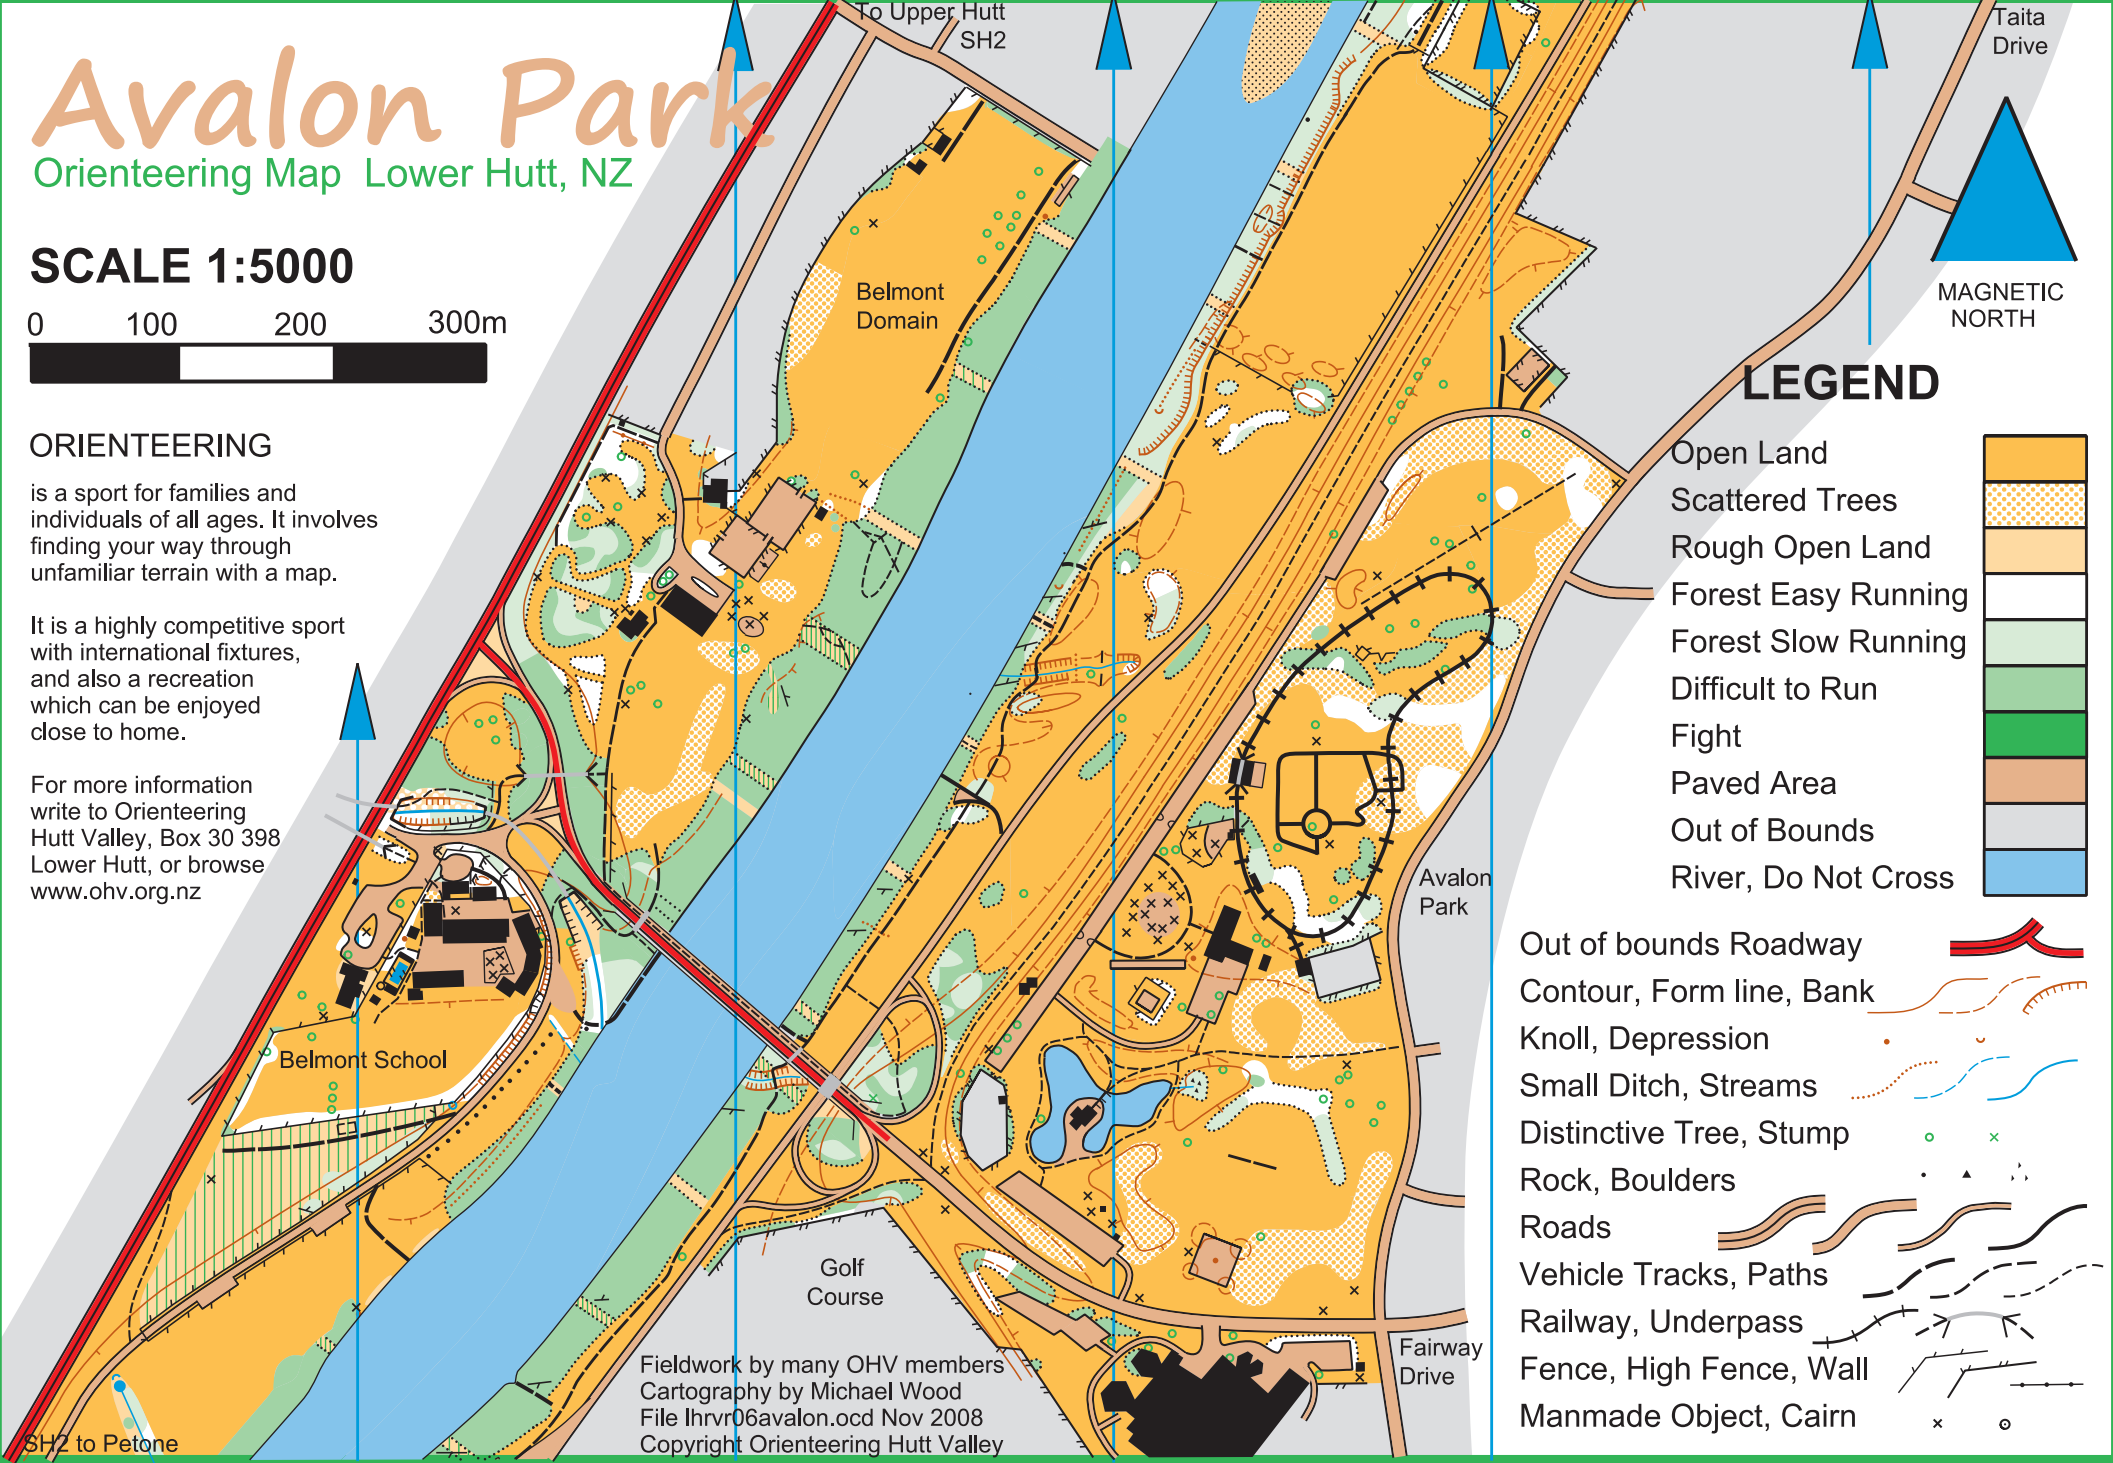 Avalon Park
Orienteering Map Lower Hutt, NZ
SCALE 1:5000
0 100 200 300m
ORIENTEERING
is a sport for families and
individuals of all ages. It involves
finding your way through
unfamiliar terrain with a map.
It is a highly competitive sport
with international fixtures,
and also a recreation
which can be enjoyed
close to home.
For more information
write to Orienteering
Hutt Valley, Box 30 398
Lower Hutt, or browse
www.ohv.org.nz
To Upper Hutt
SH2
Taita
Drive
Belmont
Domain
MAGNETIC
NORTH
LEGEND
Open Land
Scattered Trees
Rough Open Land
Forest Easy Running
Forest Slow Running
Difficult to Run
Fight
Paved Area
Out of Bounds
River, Do Not Cross
Out of bounds Roadway
Contour, Form line, Bank
Knoll, Depression
Small Ditch, Streams
Distinctive Tree, Stump
Rock, Boulders
Roads
Vehicle Tracks, Paths
Railway, Underpass
Fence, High Fence, Wall
Manmade Object, Cairn
Avalon
Park
Belmont School
Golf
Course
Fairway
Drive
Fieldwork by many OHV members
Cartography by Michael Wood
File lhrvr06avalon.ocd Nov 2008
Copyright Orienteering Hutt Valley
SH2 to Petone